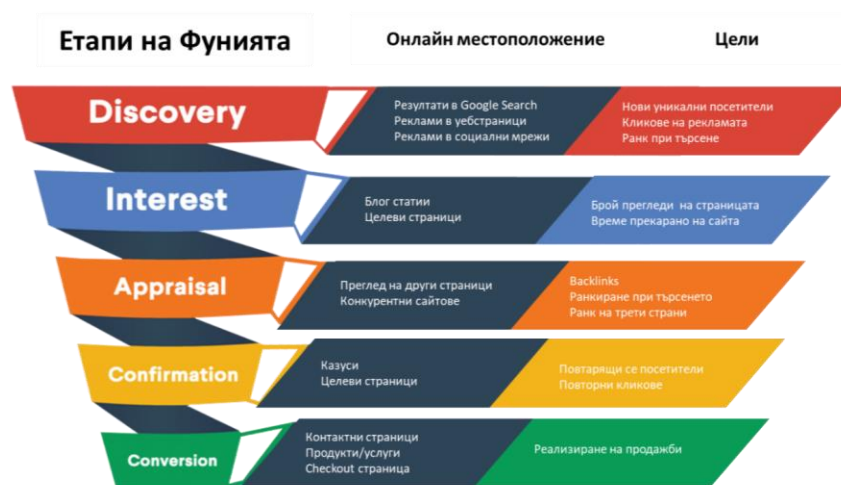 Етапи на Фунията
Онлайн местоположение
Цели
Discovery
Резултати в Google Search
Реклами в уебстраници
Реклами в социални мрежи
Нови уникални посетители
Кликове на рекламата
Ранк при търсене
Interest
Блог статии
Целеви страници
Брой прегледи на страницата
Време прекарано на сайта
Appraisal
Преглед на други страници
Конкурентни сайтове
Backlinks
Ранкиране при търсенето
Ранк на трети страни
Confirmation
Казуси
Целеви страници
Повтарящи се посетители
Повторни кликове
Conversion
Контактни страници
Продукти/услуги
Checkout страница
Реализиране на продажби